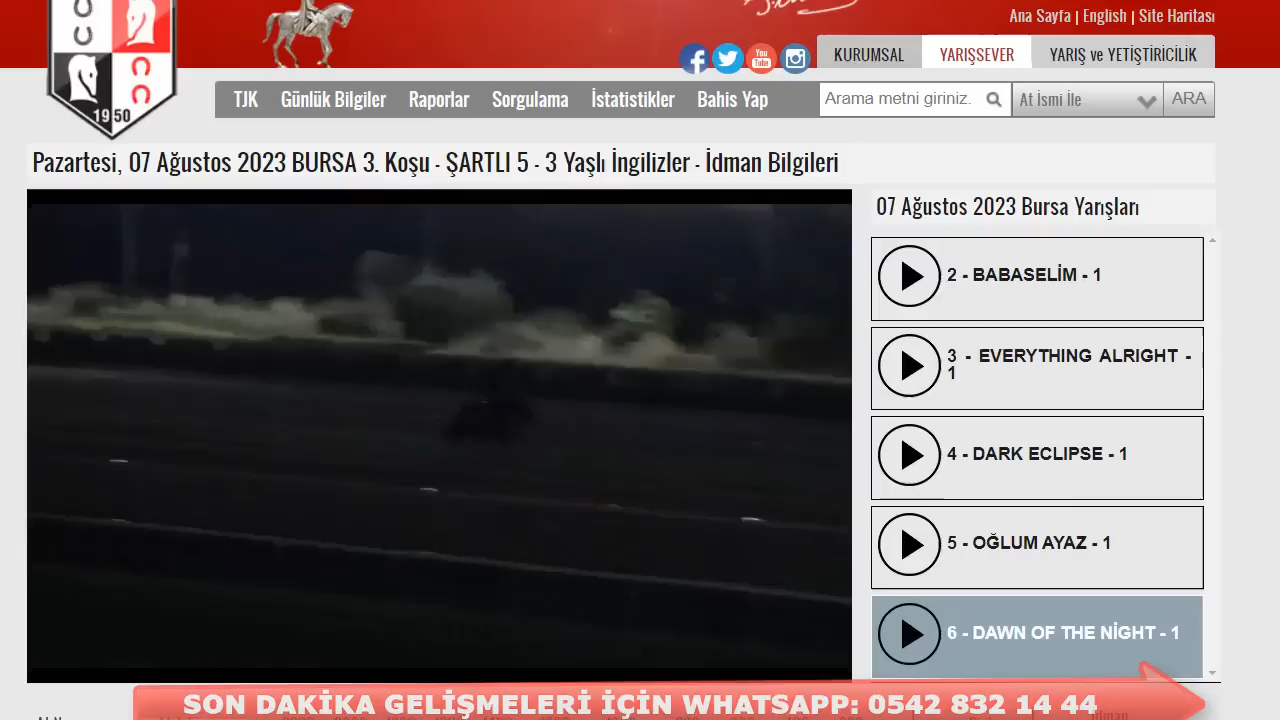 Ana Sayfa | English | Site Haritası
KURUMSAL YARIŞSEVER YARIŞ ve YETİŞTİRİCİLİK
You
Tube
TJK Günlük Bilgiler Raporlar Sorgulama İstatistikler Bahis Yap Arama metni giriniz. At İsmi İle ARA
1950
Pazartesi, 07 Ağustos 2023 BURSA 3. Koşu - ŞARTLI 5 - 3 Yaşlı İngilizler - İdman Bilgileri
07 Ağustos 2023 Bursa Yarışları
2 - BABASELİM - 1
3 - EVERYTHING ALRIGHT -
1
4 - DARK ECLIPSE - 1
5 - OĞLUM AYAZ - 1
6 - DAWN OF THE NİGHT - 1
SON DAKİKA GELİŞMELERİ İÇİN WHATSAPP: 0542 832 14 44